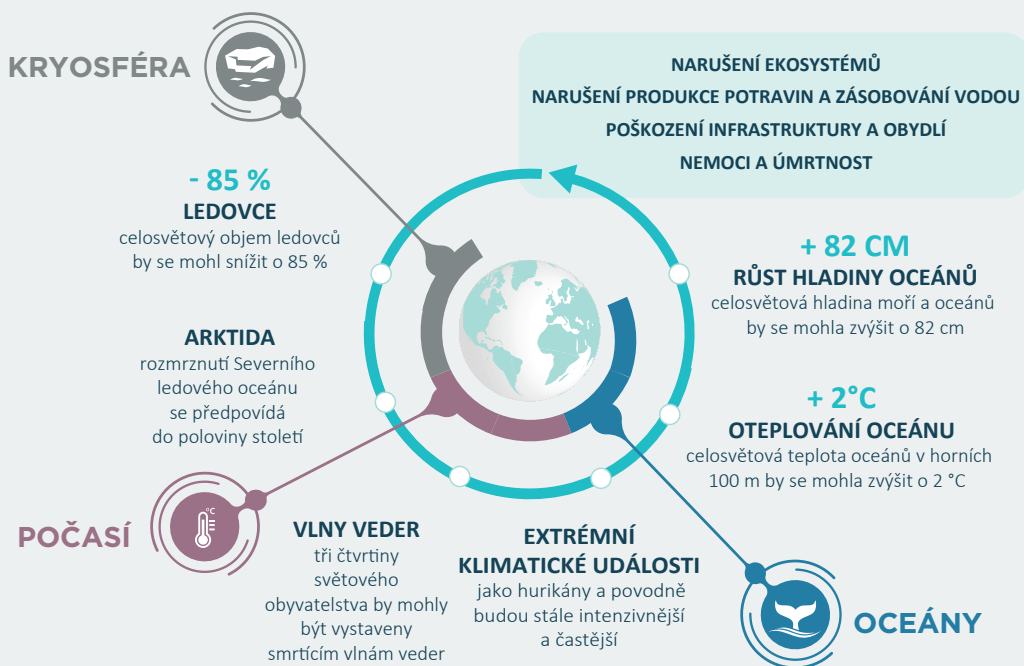 KRYOSFÉRA
NARUŠENÍ EKOSYSTÉMŮ
NARUŠENÍ PRODUKCE POTRAVIN A ZÁSOBOVÁNÍ VODOU
POŠKOZENÍ INFRASTRUKTURY A OBYDLÍ
NEMOCI A ÚMRTNOST
- 85 %
LEDOVCE
celosvětový objem ledovců
by se mohl snížit o 85 %
ARKTIDA
rozmrznutí Severního
ledového oceánu
se předpovídá
do poloviny století
+ 82 CM
RŮST HLADINY OCEÁNŮ
celosvětová hladina moří a oceánů
by se mohla zvýšit o 82 cm
+ 2°C
OTEPLOVÁNÍ OCEÁNU
celosvětová teplota oceánů v horních
100 m by se mohla zvýšit o 2 °C
POČASÍ
°C
VLNY VEDER
tři čtvrtiny
světového
obyvatelstva by mohly
být vystaveny
smrtícím vlnám veder
EXTRÉMNÍ
KLIMATICKÉ UDÁLOSTI
jako hurikány a povodně
budou stále intenzivnější
a častější
OCEÁNY